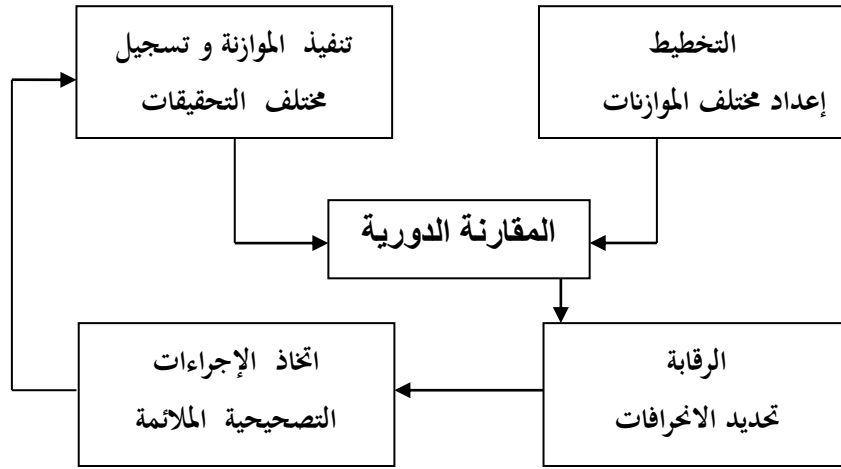 التخطيط
إعداد مختلف الموازنات
تنفيذ الموازنة و تسجيل
مختلف التحقيقات
المقارنة الدورية
الرقابة
تحديد الانحرافات
اتخاذ الإجراءات
التصحيحية الملائمة